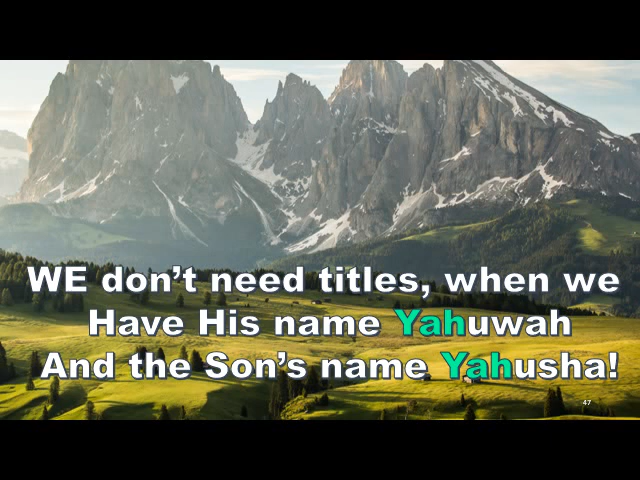 WE don’t need titles, when we
Have His name Yahuwah
And the Son’s name Yahusha!
47